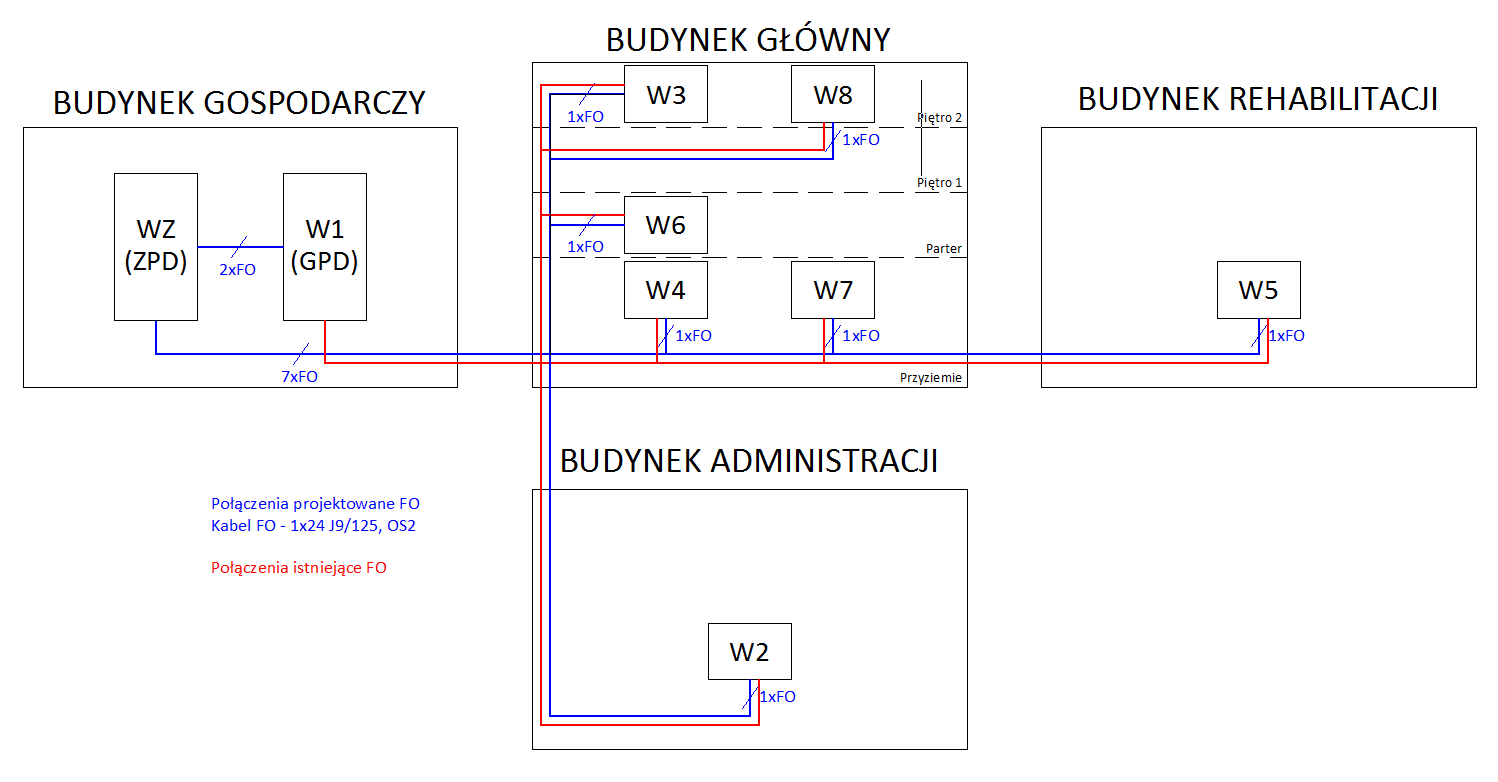 BUDYNEK GŁÓWNY
BUDYNEK GOSPODARCZY
BUDYNEK REHABILITACJI
W3
W8
1xFO
Piętro 2
1xFO
Piętro 1
WZ
(ZPD)
W1
(GPD)
2xFO
W6
1xFO
Parter
W4
W7
W5
1xFO
1xFO
1xFO
7xFO
Przyziemie
BUDYNEK ADMINISTRACJI
Połączenia projektowane FO
Kabel FO - 1x24 J9/125, OS2
Połączenia istniejące FO
W2
1xFO